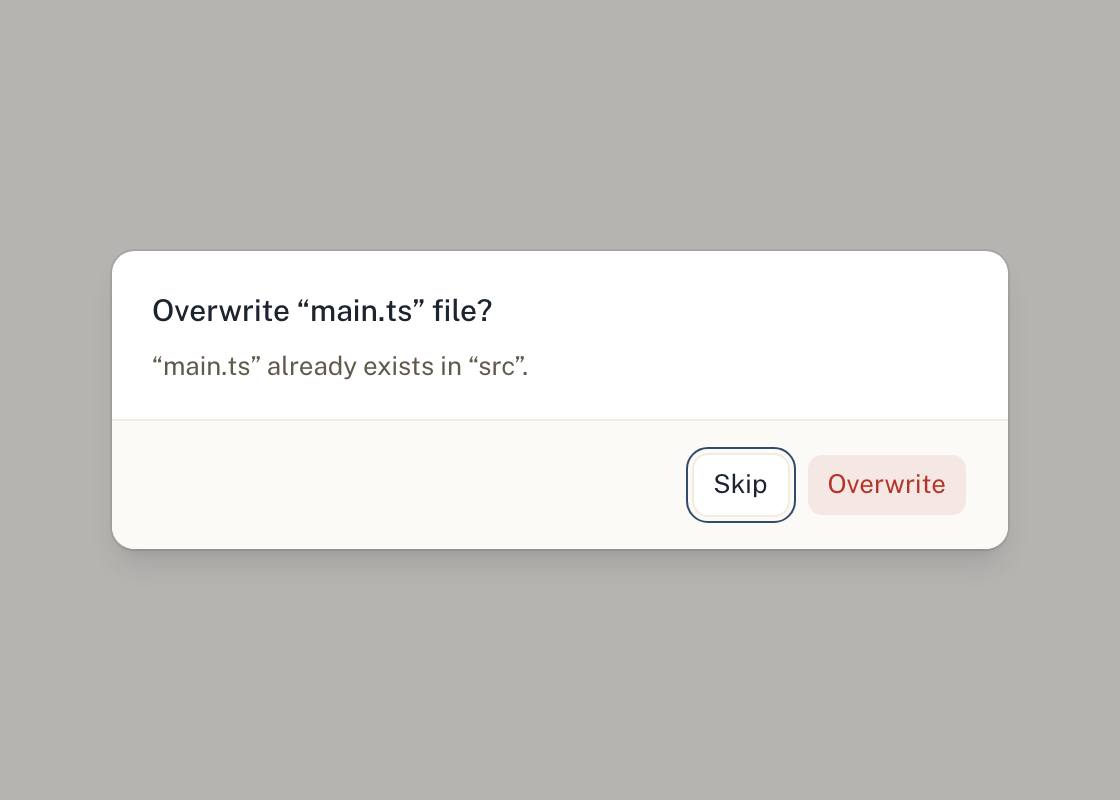 Overwrite “main.ts” file?
“main.ts” already exists in “src”.
Skip
Overwrite